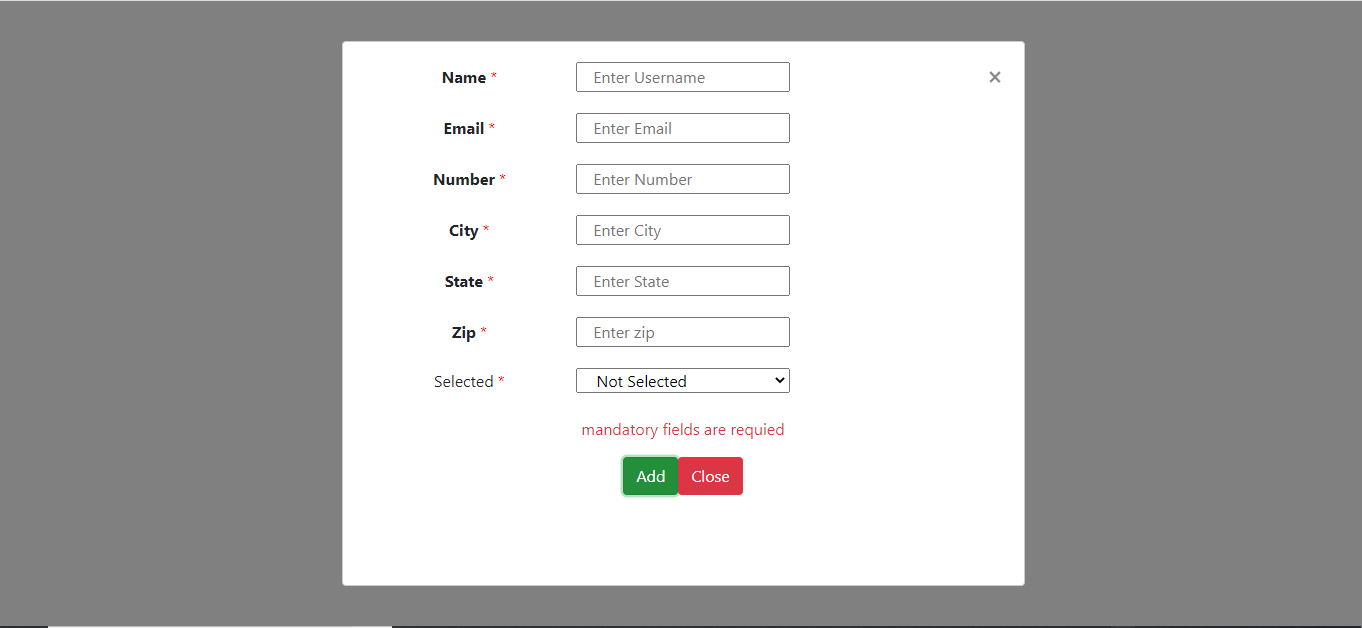 Name * Enter Username ×
Email * Enter Email
Number * Enter Number
City * Enter City
State * Enter State
Zip * Enter zip
Selected * Not Selected
mandatory fields are requied
Add Close